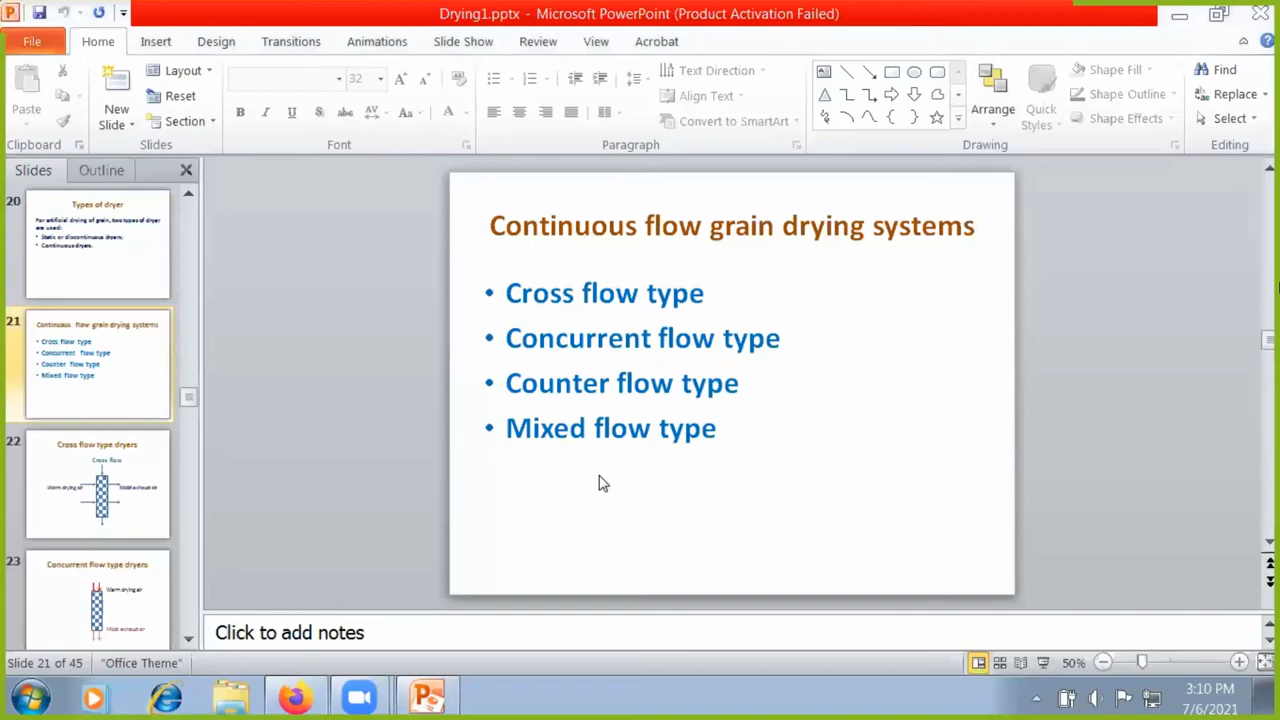 Drying1.pptx - Microsoft PowerPoint (Product Activation Failed)
File Home Insert Design Transitions Animations Slide Show Review View Acrobat
Paste
New Slide
Layout
Reset
Section
32
Text Direction
Align Text
Convert to SmartArt
Arrange
Quick Styles
Shape Fill
Shape Outline
Shape Effects
Find
Replace
Select
Clipboard Slides Font Paragraph Drawing Editing
Slides Outline
20
Types of dryer
For artificial drying of grain, two types of dryer
are used:
• Static or discontinuous dryers;
• Continuous dryers.
21
Continuous flow grain drying systems
• Cross flow type
• Concurrent flow type
• Counter flow type
• Mixed flow type
22
Cross flow type dryers
Cross flow
Warm drying air
Moist exhaust air
23
Concurrent flow type dryers
Warm drying air
Moist exhaust air
Continuous flow grain drying systems
• Cross flow type
• Concurrent flow type
• Counter flow type
• Mixed flow type
Click to add notes
Slide 21 of 45 "Office Theme" 50%
3:10 PM
7/6/2021